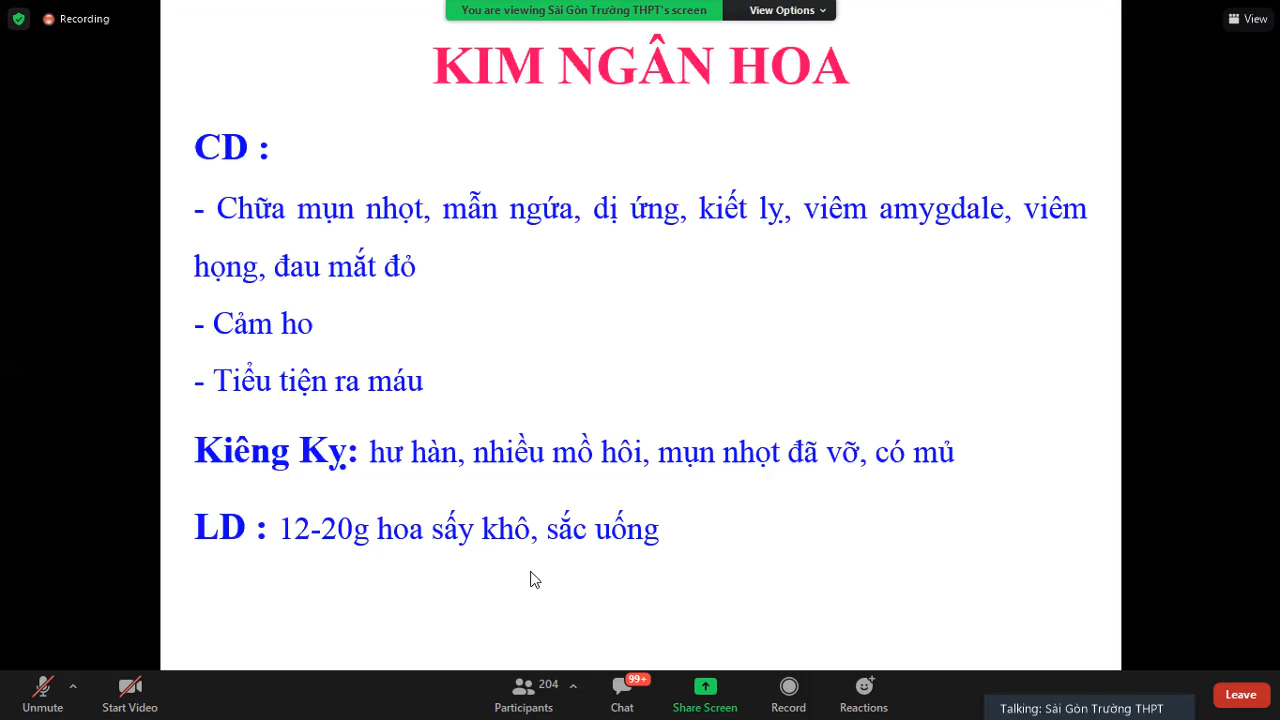 Recording
You are viewing Sài Gòn Trường THPT's screen
View Options
View
KIM NGÂN HOA
CD :
- Chữa mụn nhọt, mẫn ngứa, dị ứng, kiết lỵ, viêm amygdale, viêm
họng, đau mắt đỏ
- Cảm ho
- Tiểu tiện ra máu
Kiêng Kỵ: hư hàn, nhiều mồ hôi, mụn nhọt đã vỡ, có mủ
LD : 12-20g hoa sấy khô, sắc uống
Unmute
Start Video
204
Participants
99+
Chat
Share Screen
Record
Reactions
Talking: Sài Gòn Trường THPT
Leave